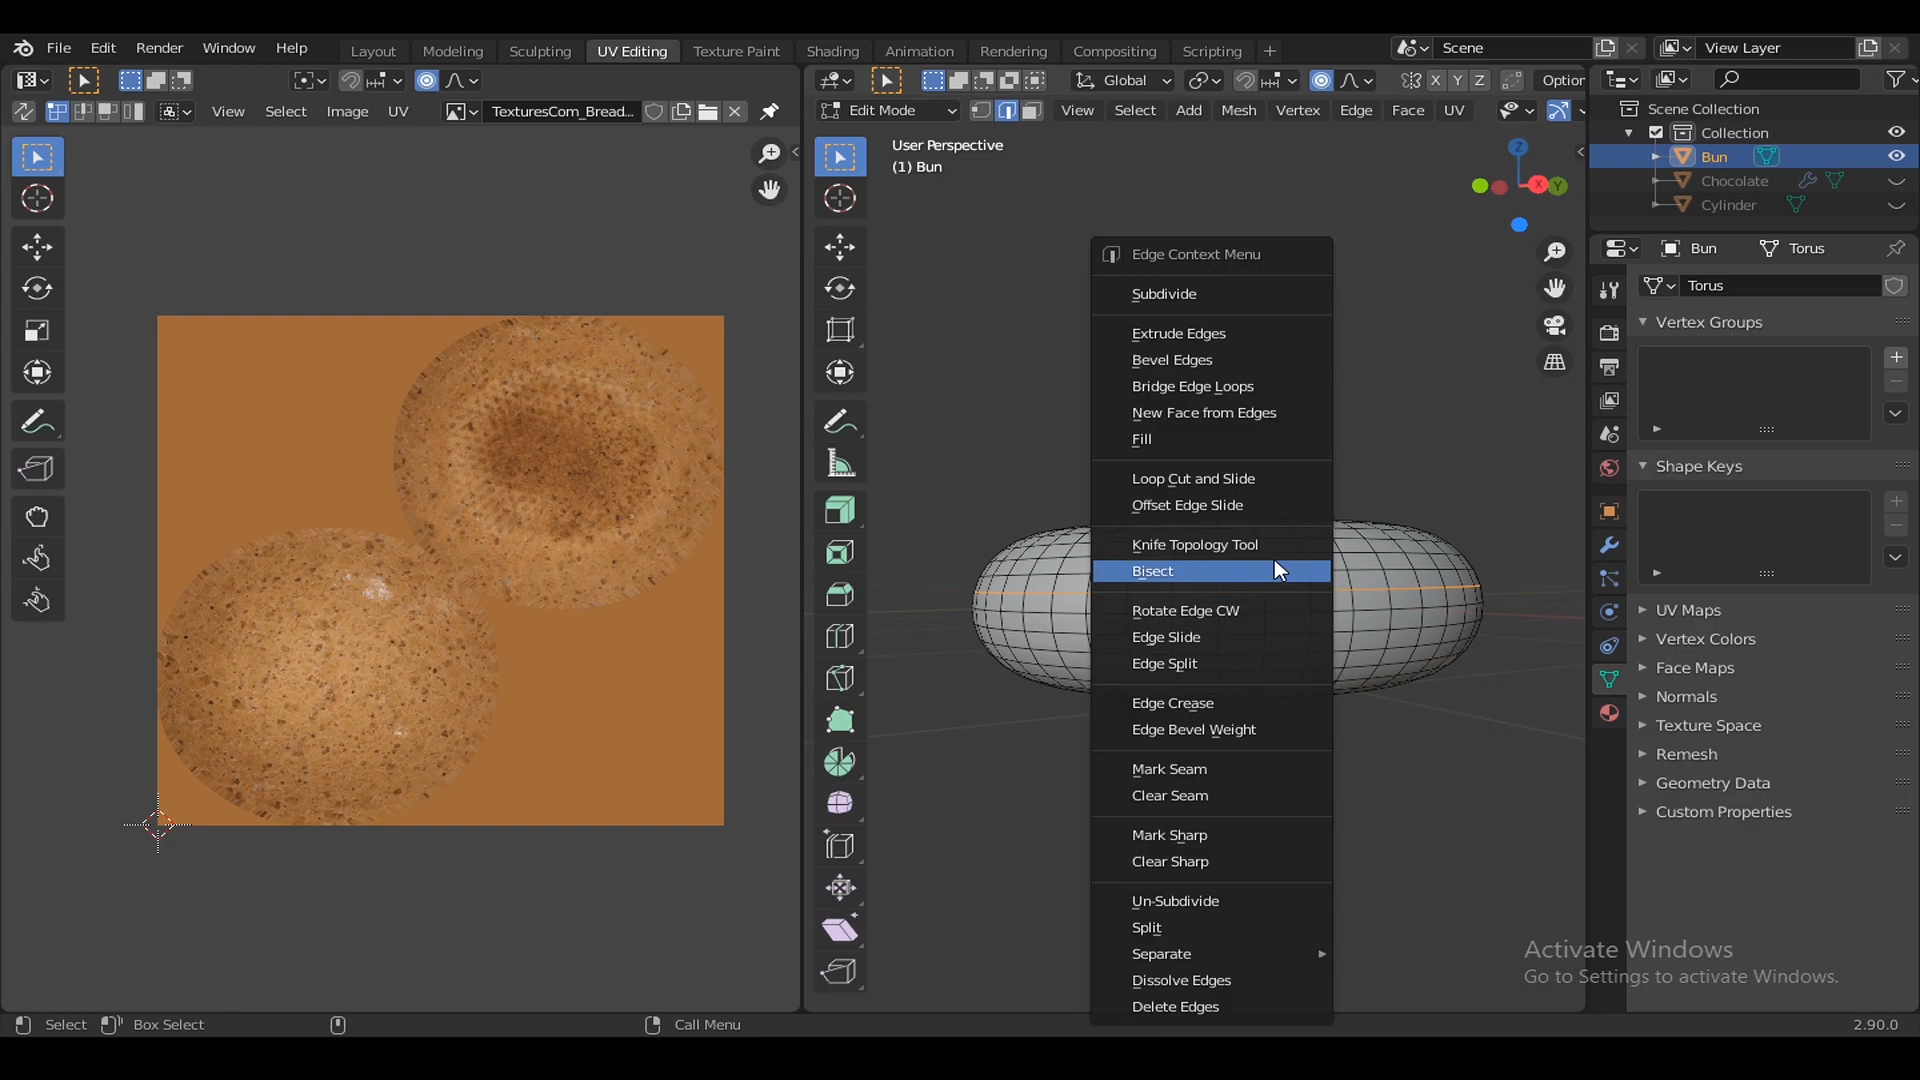 File Edit Render Window Help
Layout Modeling Sculpting UV Editing Texture Paint Shading Animation Rendering Compositing Scripting +
Scene
View Layer
Global
X Y Z
Option
View Select Image UV
TexturesCom_Bread...
Edit Mode
View Select Add Mesh Vertex Edge Face UV
Scene Collection
Collection
Bun
Chocolate
Cylinder
User Perspective
(1) Bun
Z
X
Y
Bun
Torus
Torus
Vertex Groups
Shape Keys
UV Maps
Vertex Colors
Face Maps
Normals
Texture Space
Remesh
Geometry Data
Custom Properties
Edge Context Menu
Subdivide
Extrude Edges
Bevel Edges
Bridge Edge Loops
New Face from Edges
Fill
Loop Cut and Slide
Offset Edge Slide
Knife Topology Tool
Bisect
Rotate Edge CW
Edge Slide
Edge Split
Edge Crease
Edge Bevel Weight
Mark Seam
Clear Seam
Mark Sharp
Clear Sharp
Un-Subdivide
Split
Separate
Dissolve Edges
Delete Edges
Activate Windows
Go to Settings to activate Windows.
Select
Box Select
Call Menu
2.90.0